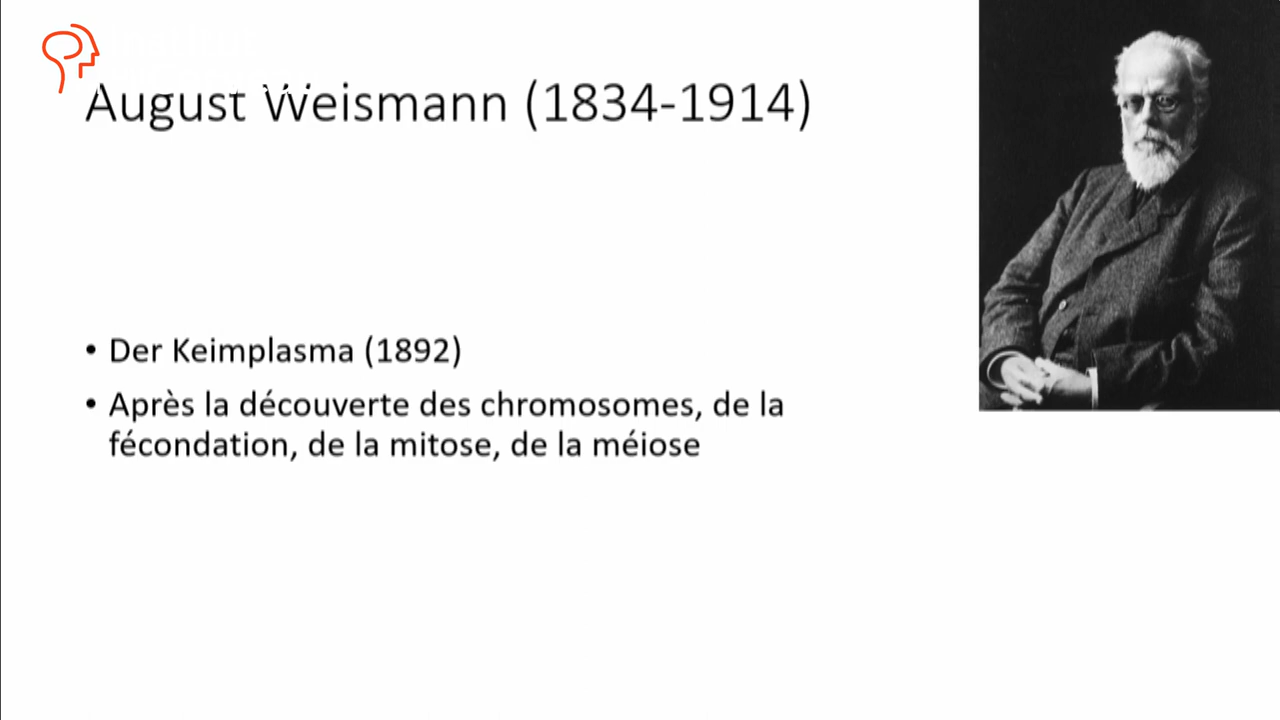 August Weismann (1834-1914)
• Der Keimplasma (1892)
• Après la découverte des chromosomes, de la
fécondation, de la mitose, de la méiose